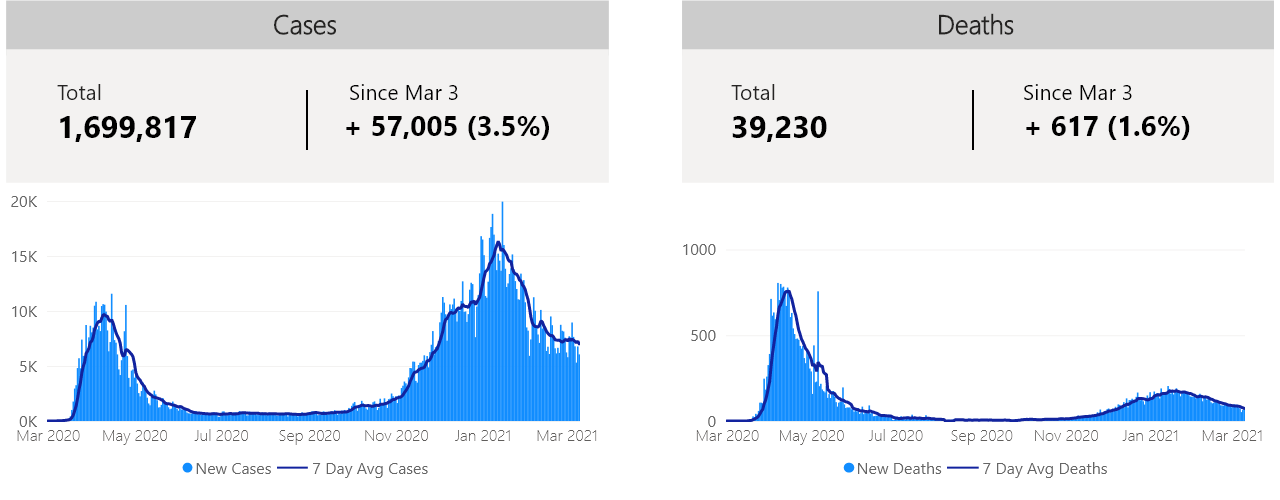 Cases
Total
Since Mar 3
1,699,817
+ 57,005 (3.5%)
20K
15K
10K
5K
0K
Mar 2020 May 2020 Jul 2020 Sep 2020 Nov 2020 Jan 2021 Mar 2021
New Cases 7 Day Avg Cases
Deaths
Total
Since Mar 3
39,230
+ 617 (1.6%)
1000
500
0
Mar 2020 May 2020 Jul 2020 Sep 2020 Nov 2020 Jan 2021 Mar 2021
New Deaths 7 Day Avg Deaths